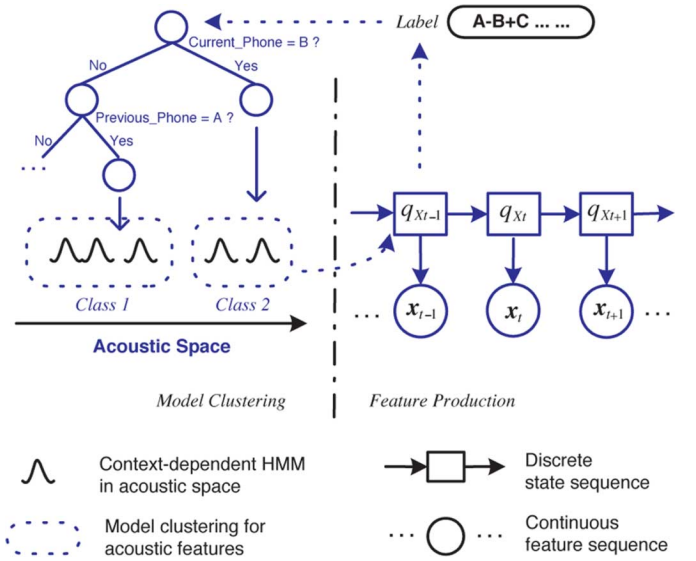 Label A-B+C ... ...
Current_Phone = B ?
No Yes
Previous_Phone = A ?
No Yes
...
q_{Xt-1} q_{Xt} q_{Xt+1}
Class 1 Class 2
... x_{t-1} x_t x_{t+1} ...
Acoustic Space
Model Clustering Feature Production
Context-dependent HMM
in acoustic space
Discrete
state sequence
Model clustering for
acoustic features
... ... Continuous
feature sequence